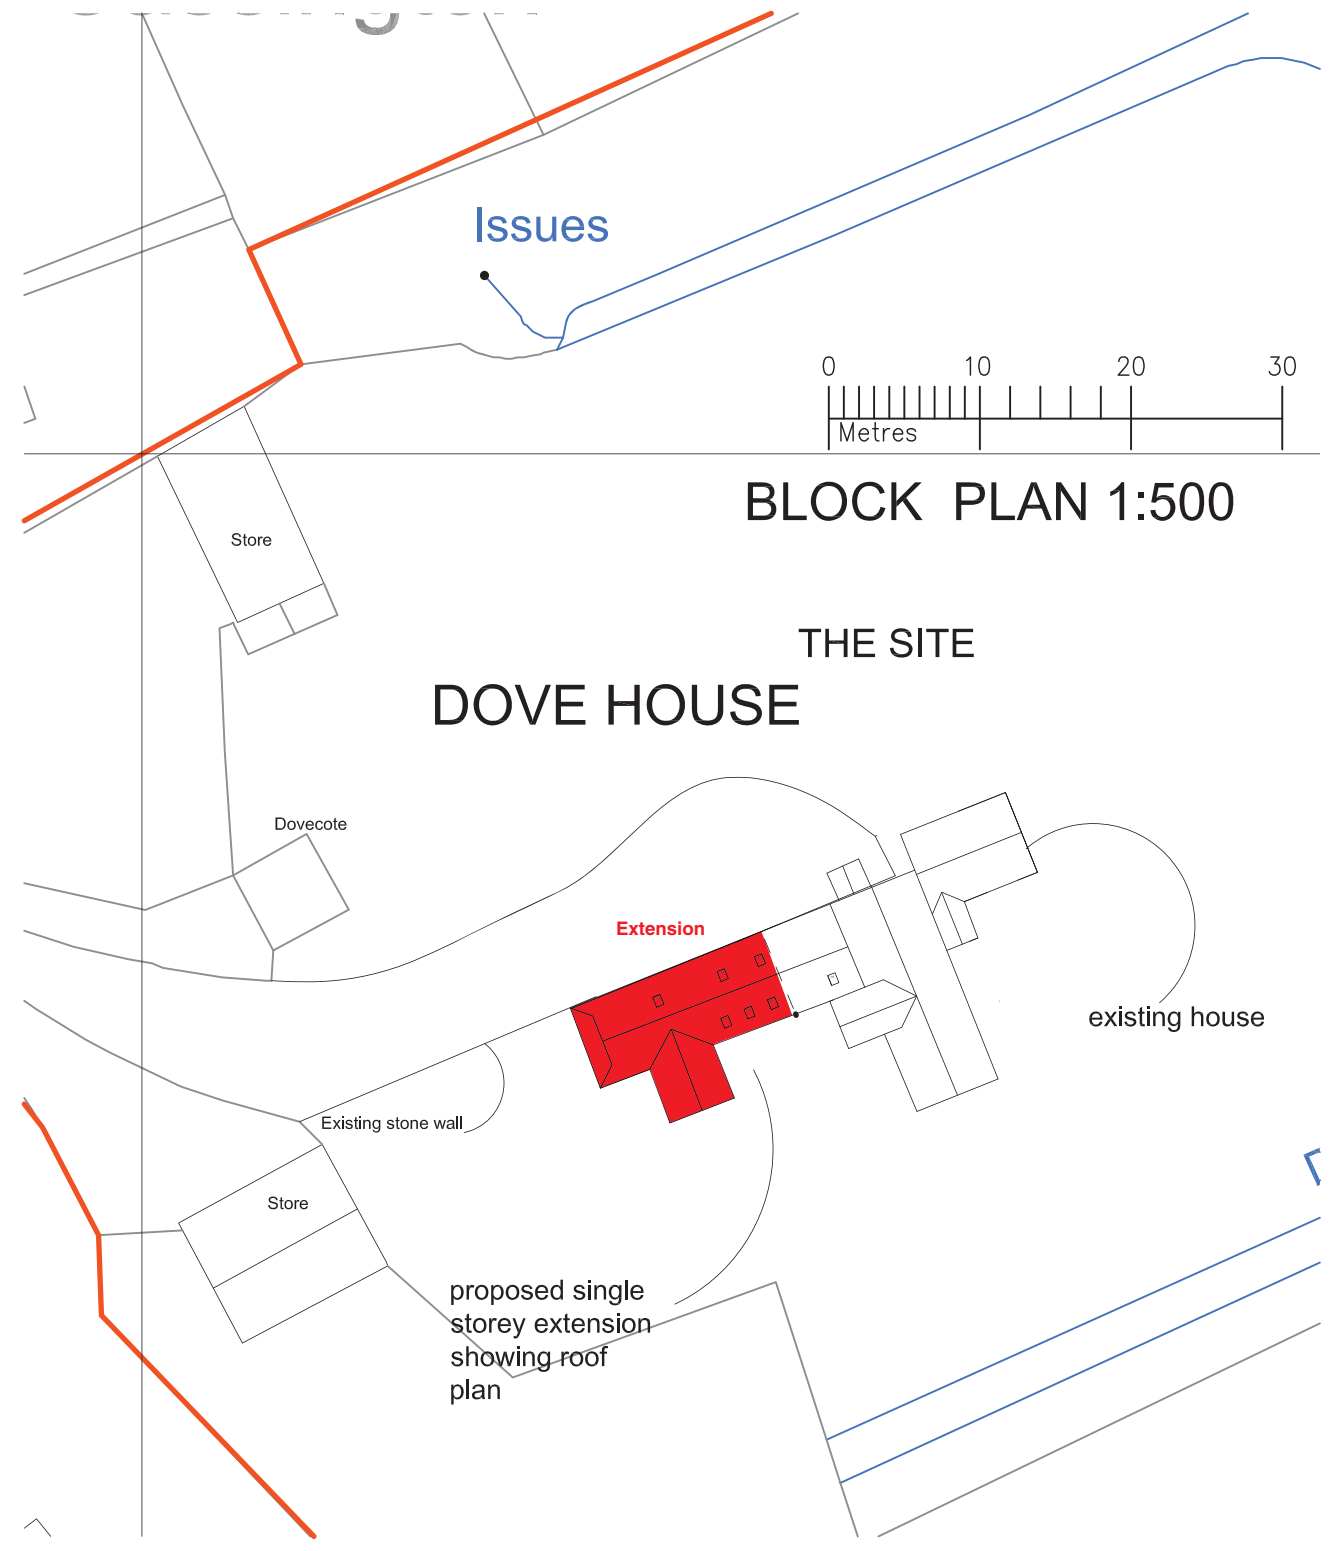 Issues
0 10 20 30
Metres
BLOCK PLAN 1:500
Store
THE SITE
DOVE HOUSE
Dovecote
Extension
existing house
Existing stone wall
Store
proposed single
storey extension
showing roof
plan